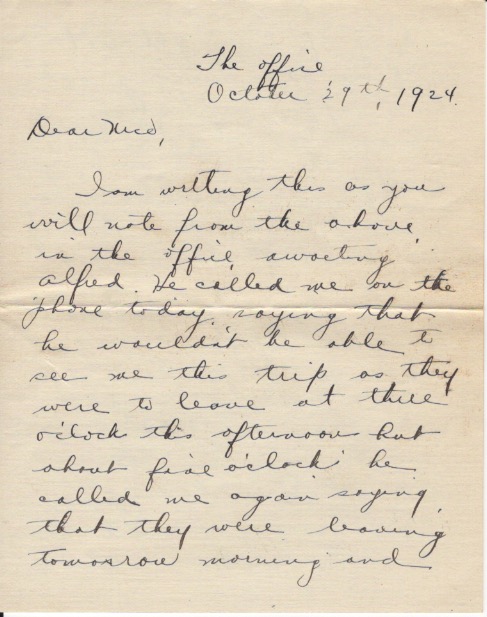 The office
October 29th, 1924.
Dear
I am writing this as you
will note from the above,
in the office awaiting
Alfred. He called me on the
phone today saying that
he wouldn't be able to
see me this trip as they
were to leave at three
o'clock this afternoon but
about five o'clock he
called me again saying
that they were leaving
tomorrow morning and